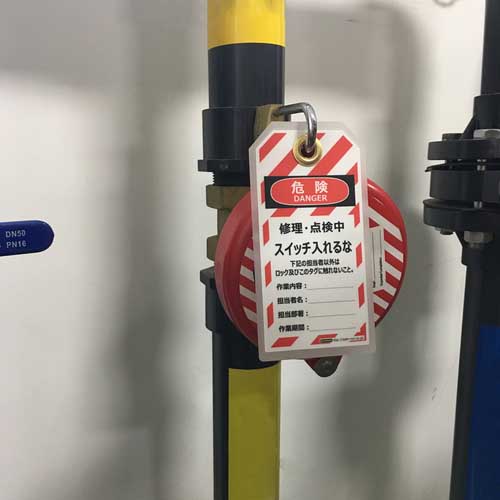 危険
DANGER
修理・点検中
スイッチ入れるな
下記の担当者以外は
ロック及びこのタグに触れないこと。
作業内容:
担当者名:
担当部署:
作業期間:
DN50
PN16